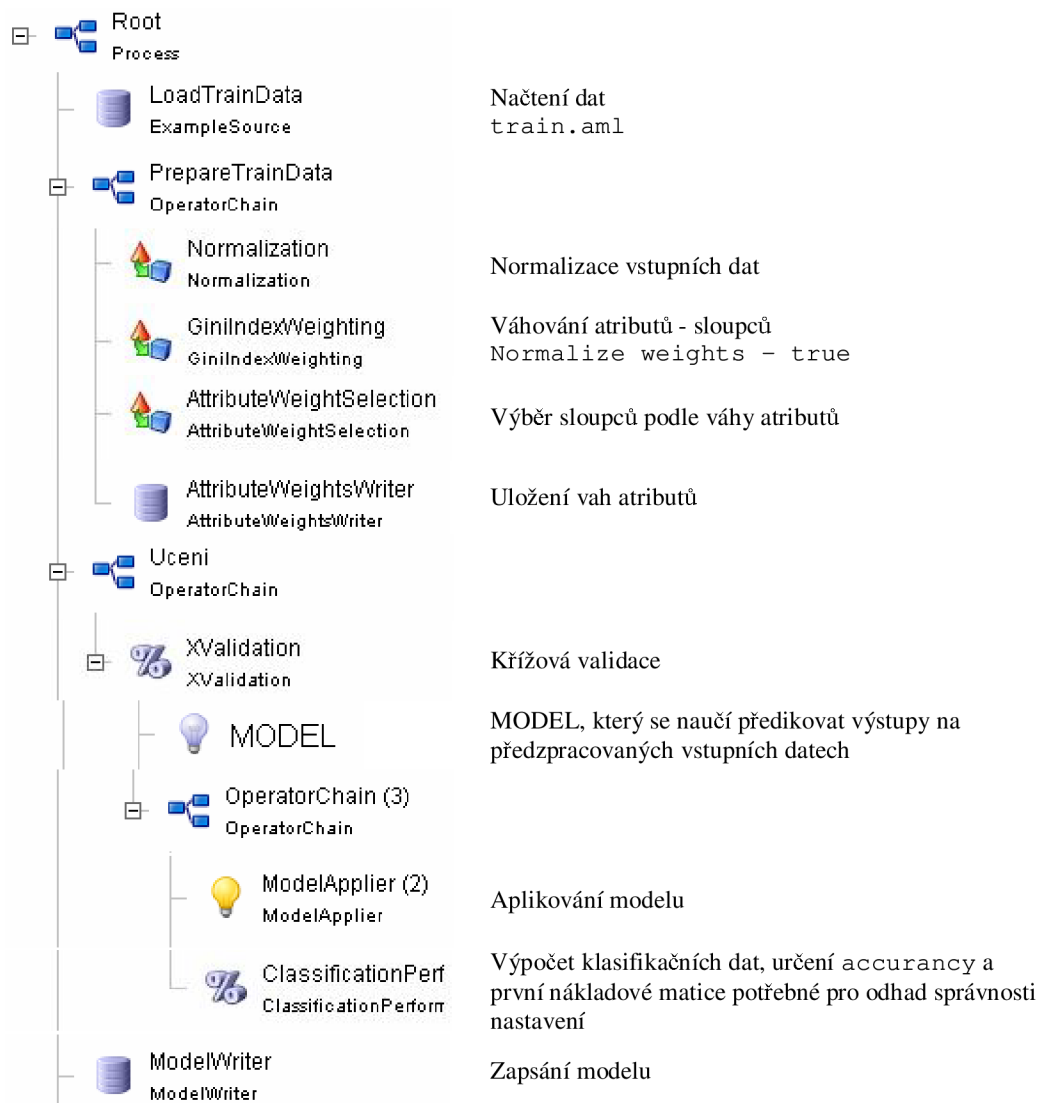 Root
Process
LoadTrainData
ExampleSource
Načtení dat
train.aml
PrepareTrainData
OperatorChain
Normalization
Normalization
Normalizace vstupních dat
GiniIndexWeighting
GiniIndexWeighting
Váhování atributů - sloupců
Normalize weights – true
AttributeWeightSelection
AttributeWeightSelection
Výběr sloupců podle váhy atributů
AttributeWeightsWriter
AttributeWeightsWriter
Uložení vah atributů
Uceni
OperatorChain
XValidation
XValidation
Křížová validace
MODEL
MODEL, který se naučí předikovat výstupy na
předzpracovaných vstupních datech
OperatorChain (3)
OperatorChain
ModelApplier (2)
ModelApplier
Aplikování modelu
ClassificationPerf
ClassificationPerform
Výpočet klasifikačních dat, určení accurancy a
první nákladové matice potřebné pro odhad správnosti
nastavení
ModelWriter
ModelWriter
Zapsání modelu